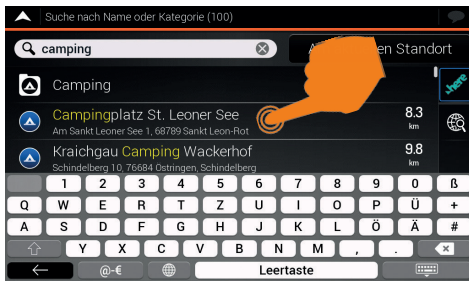 Suche nach Name oder Kategorie (100)
camping
A en Standort
Camping
here
Campingplatz St. Leoner See
Am Sankt Leoner See 1, 68789 Sankt Leon-Rot
8.3
km
Kraichgau Camping Wackerhof
Schindelberg 10, 76684 Östringen, Schindelberg
9.8
km
1 2 3 4 5 6 7 8 9 0 ß
Q W E R T Z U I O P Ü +
A S D F G H J K L Ö Ä #
Y X C V B N M , .
@-€ Leertaste